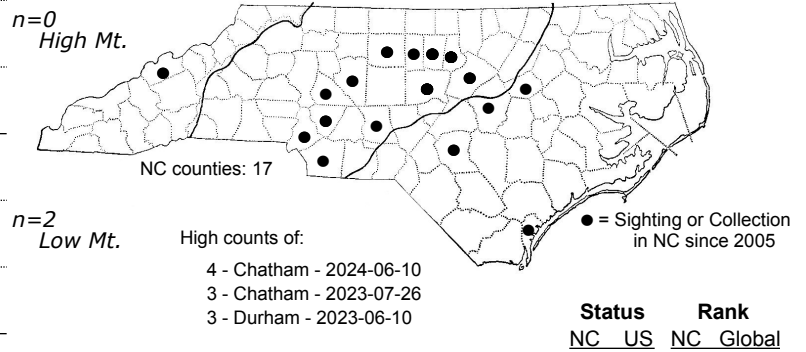 n=0
High Mt.
NC counties: 17
n=2
Low Mt.
High counts of:
4 - Chatham - 2024-06-10
3 - Chatham - 2023-07-26
3 - Durham - 2023-06-10
● = Sighting or Collection
in NC since 2005
Status Rank
NC US NC Global